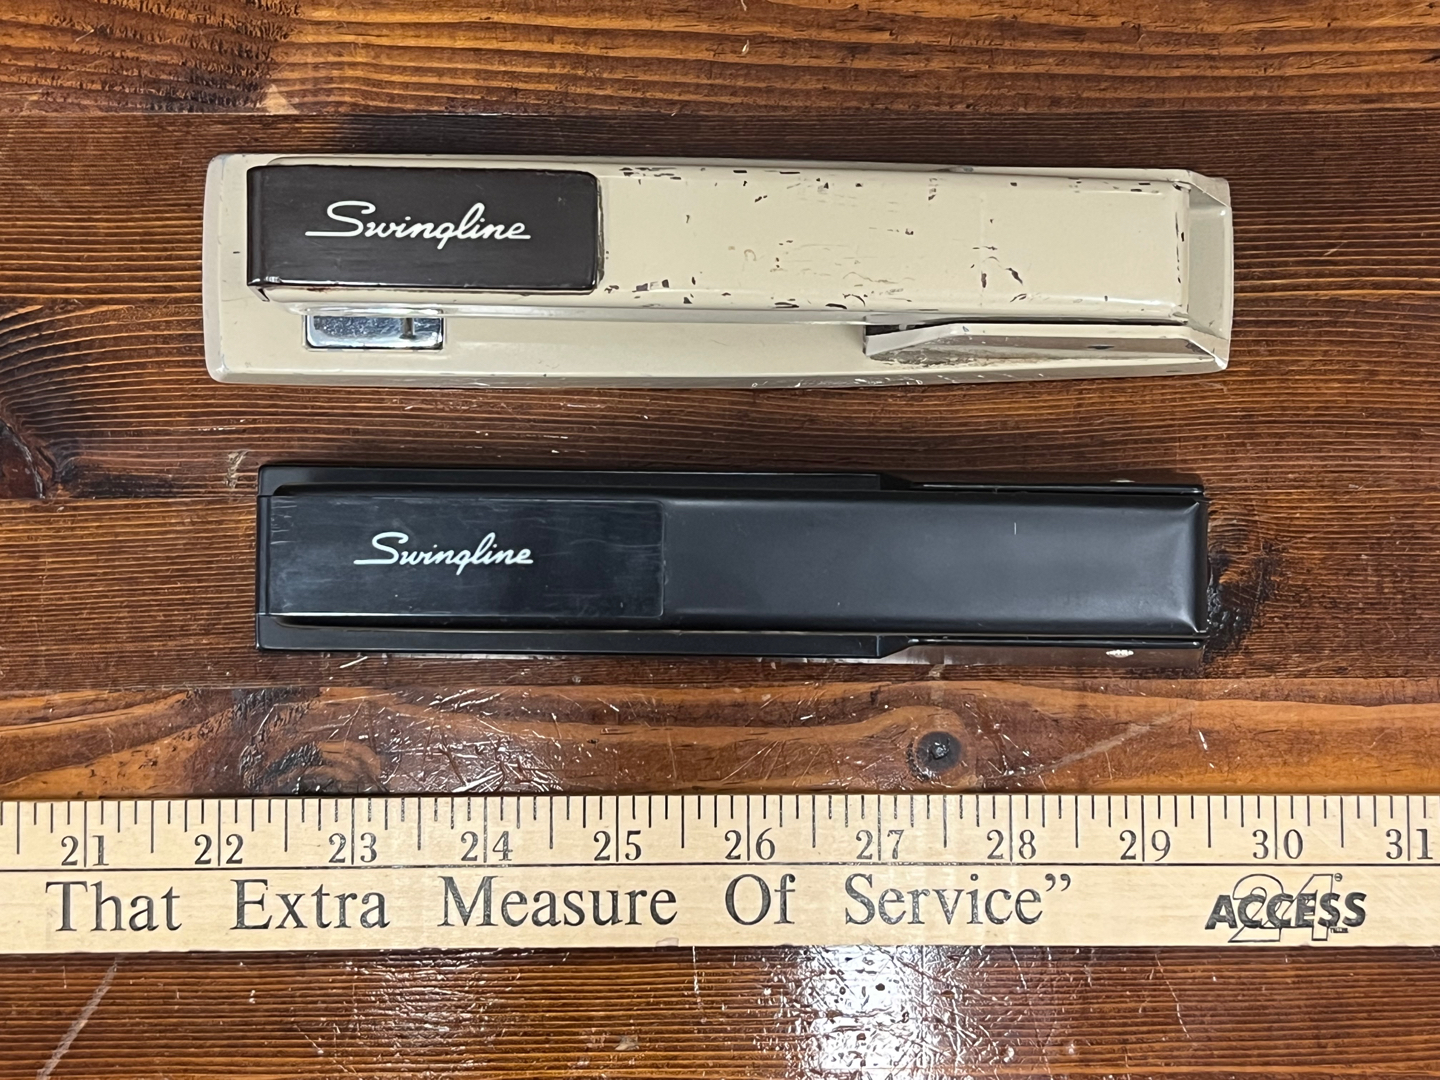 Swingline
Swingline
21 22 23 24 25 26 27 28 29 30 31
That Extra Measure Of Service” 24 ACCESS